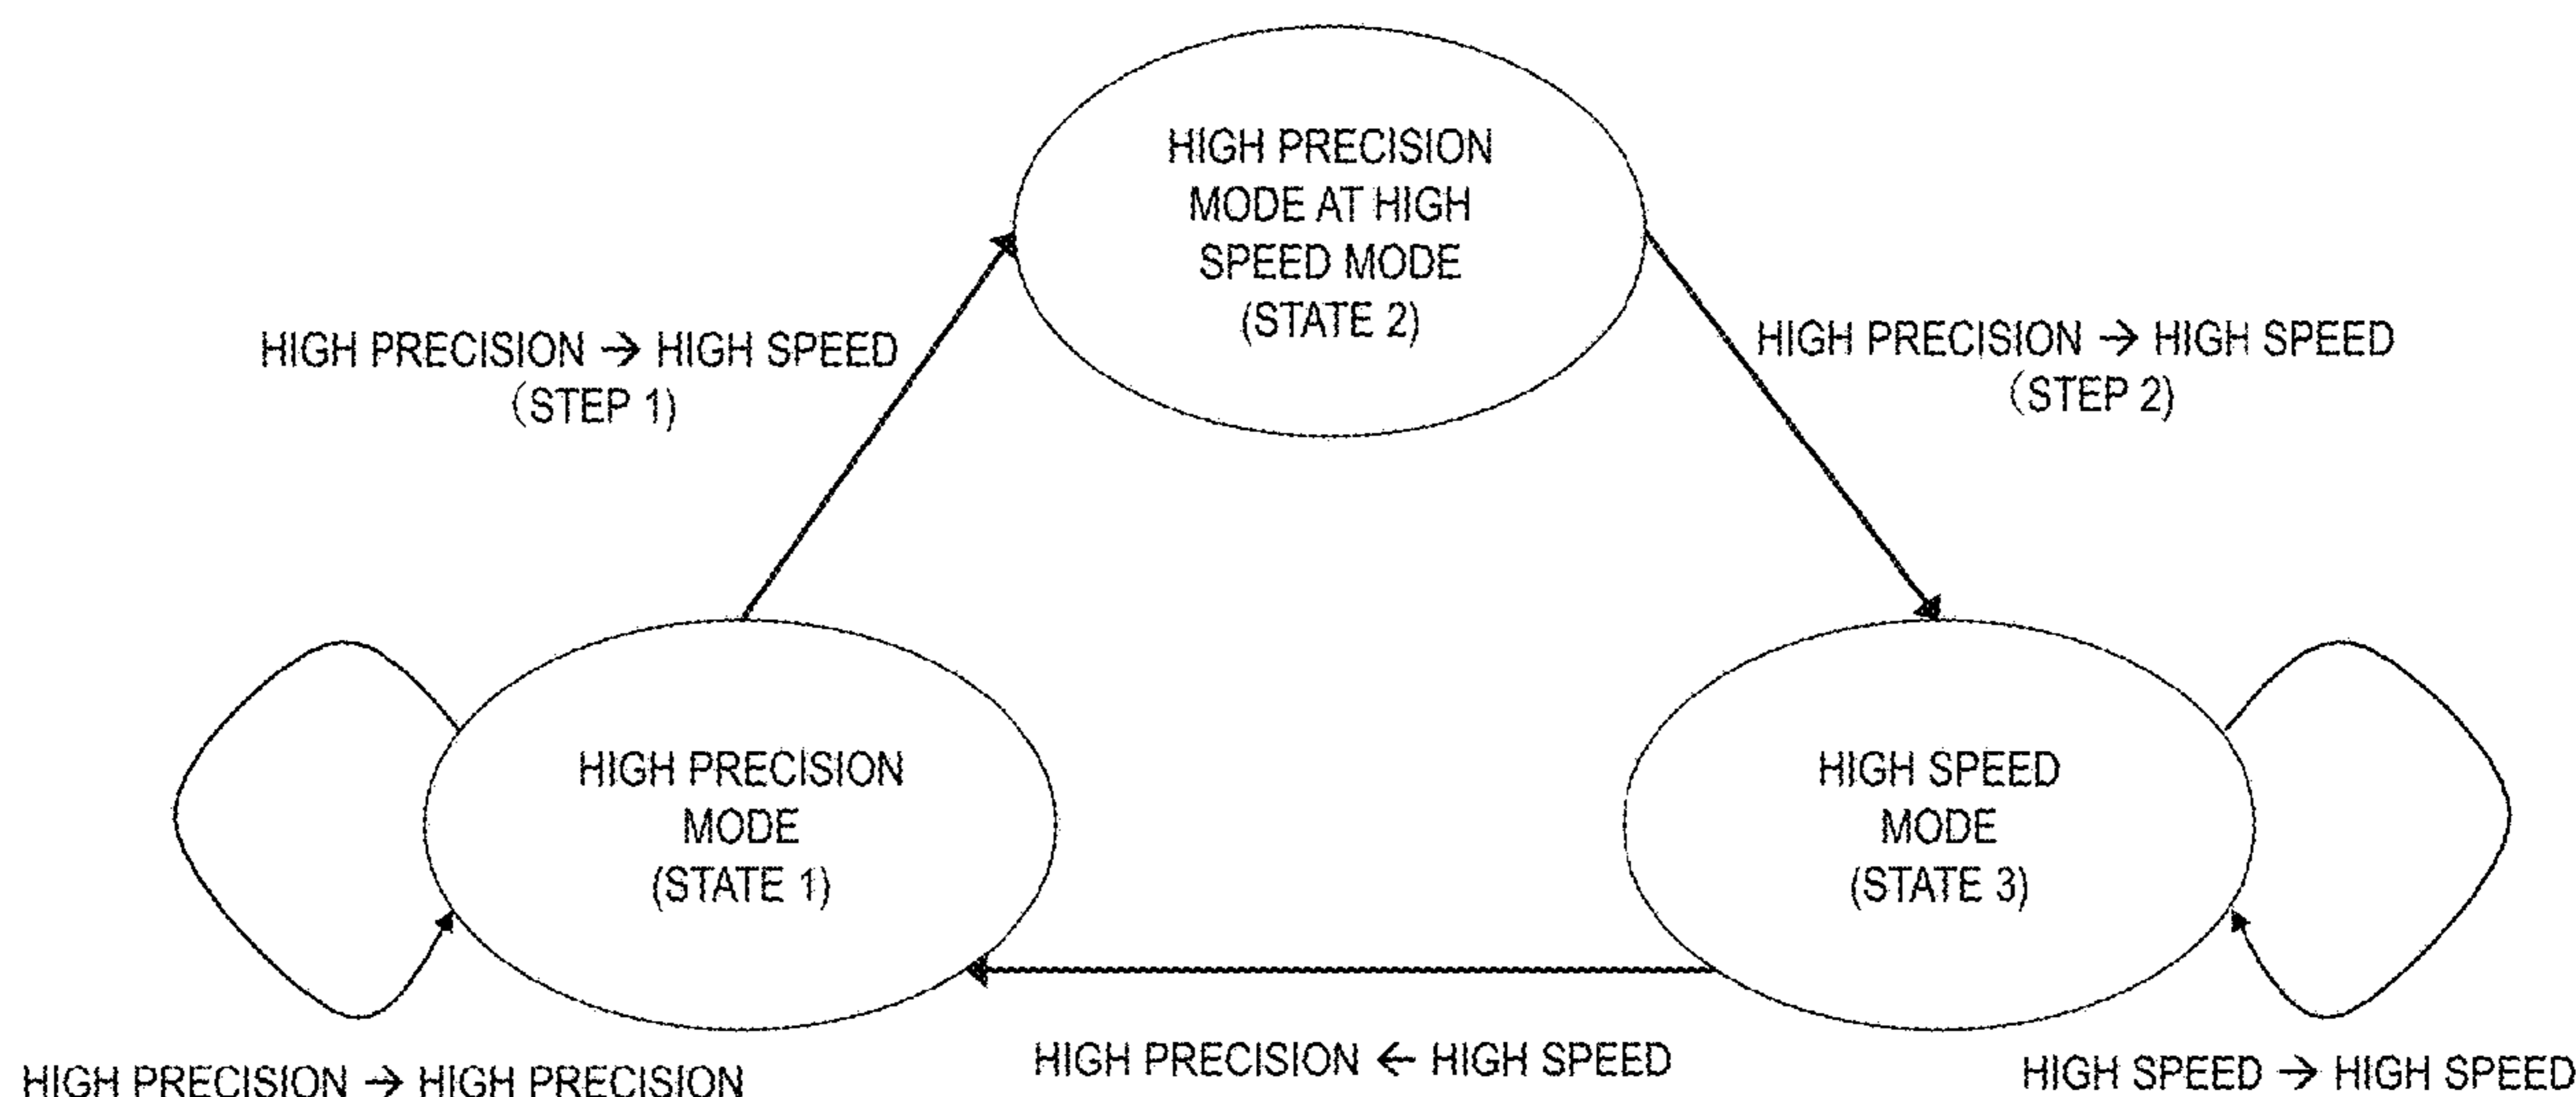 HIGH PRECISION
MODE AT HIGH
SPEED MODE
(STATE 2)
HIGH PRECISION → HIGH SPEED
(STEP 1)
HIGH PRECISION → HIGH SPEED
(STEP 2)
HIGH PRECISION
MODE
(STATE 1)
HIGH SPEED
MODE
(STATE 3)
HIGH PRECISION → HIGH PRECISION
HIGH PRECISION ← HIGH SPEED
HIGH SPEED → HIGH SPEED